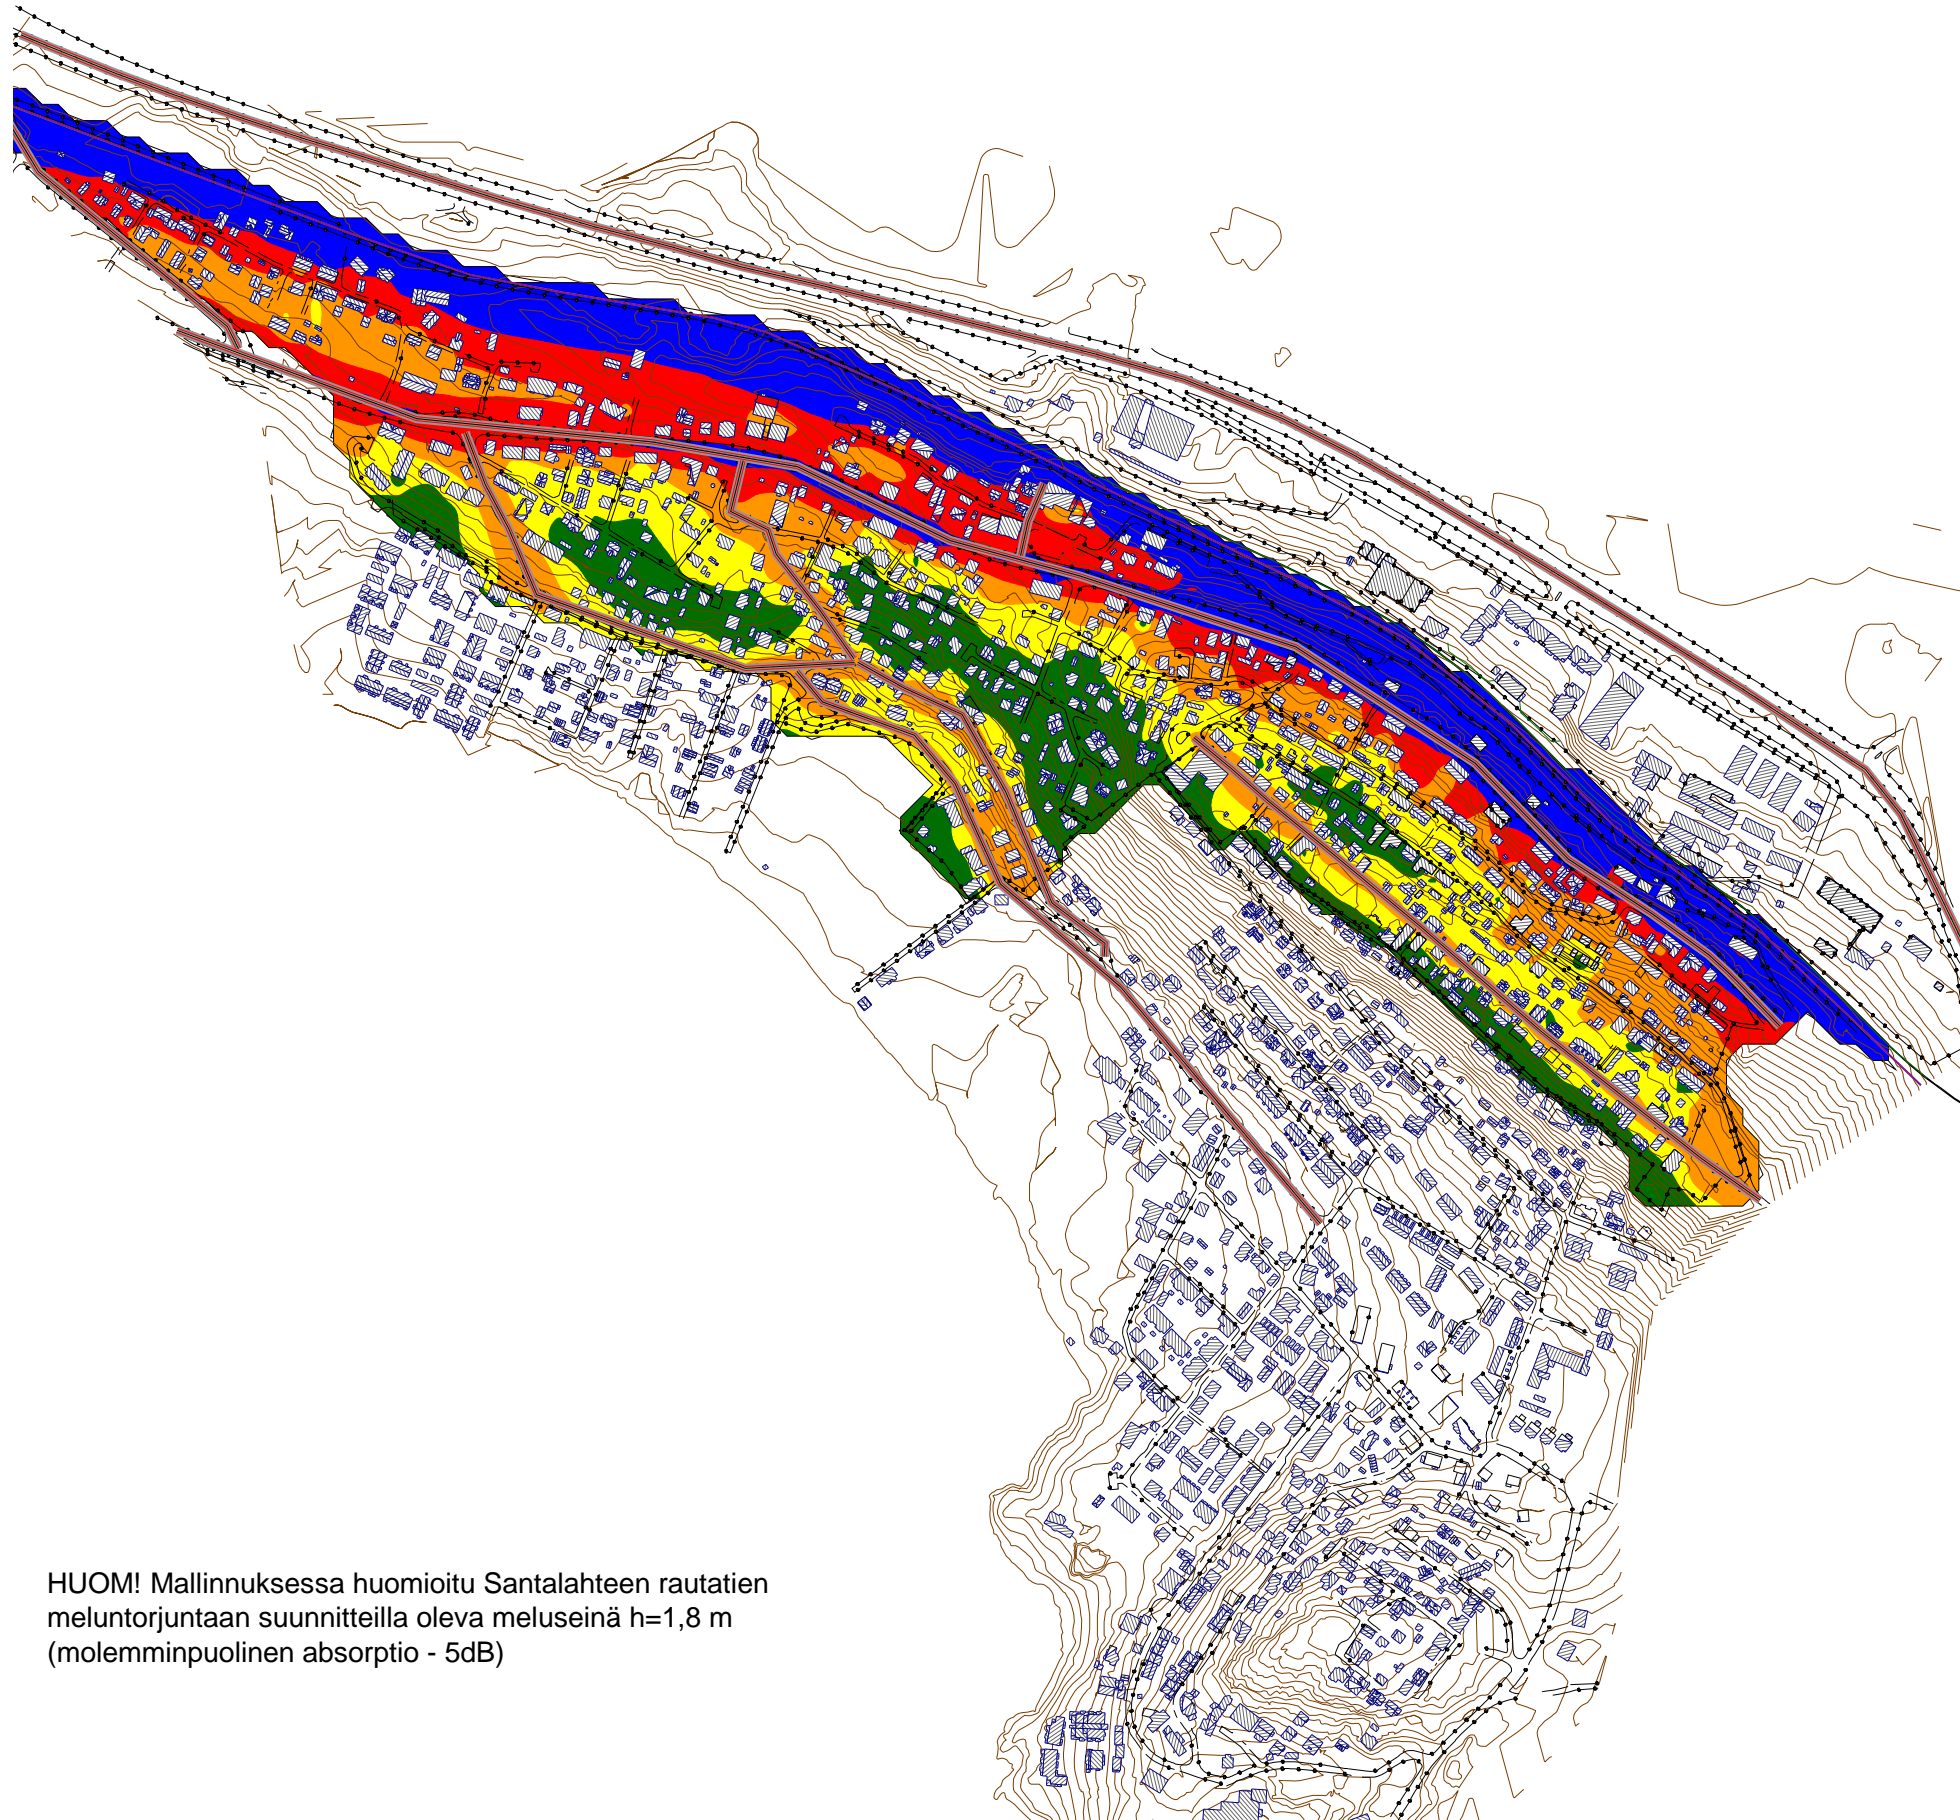 HUOM! Mallinnuksessa huomioitu Santalahteen rautatien
meluntorjuntaan suunnitteilla oleva meluseinä h=1,8 m
(molemminpuolinen absorptio - 5dB)